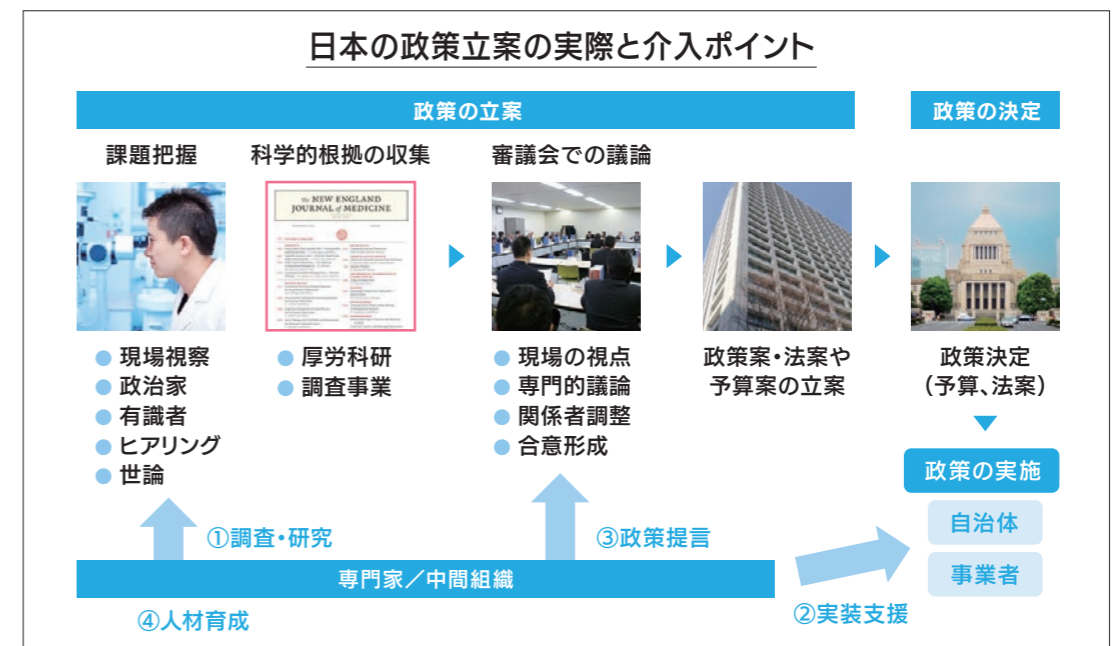 日本の政策立案の実際と介入ポイント
政策の立案
政策の決定
課題把握
科学的根拠の収集
審議会での議論
The NEW ENGLAND
JOURNAL of MEDICINE
● 現場視察
● 政治家
● 有識者
● ヒアリング
● 世論
● 厚労科研
● 調査事業
● 現場の視点
● 専門的議論
● 関係者調整
● 合意形成
政策案・法案や
予算案の立案
政策決定
（予算、法案）
政策の実施
自治体
事業者
①調査・研究
③政策提言
専門家／中間組織
④人材育成
②実装支援